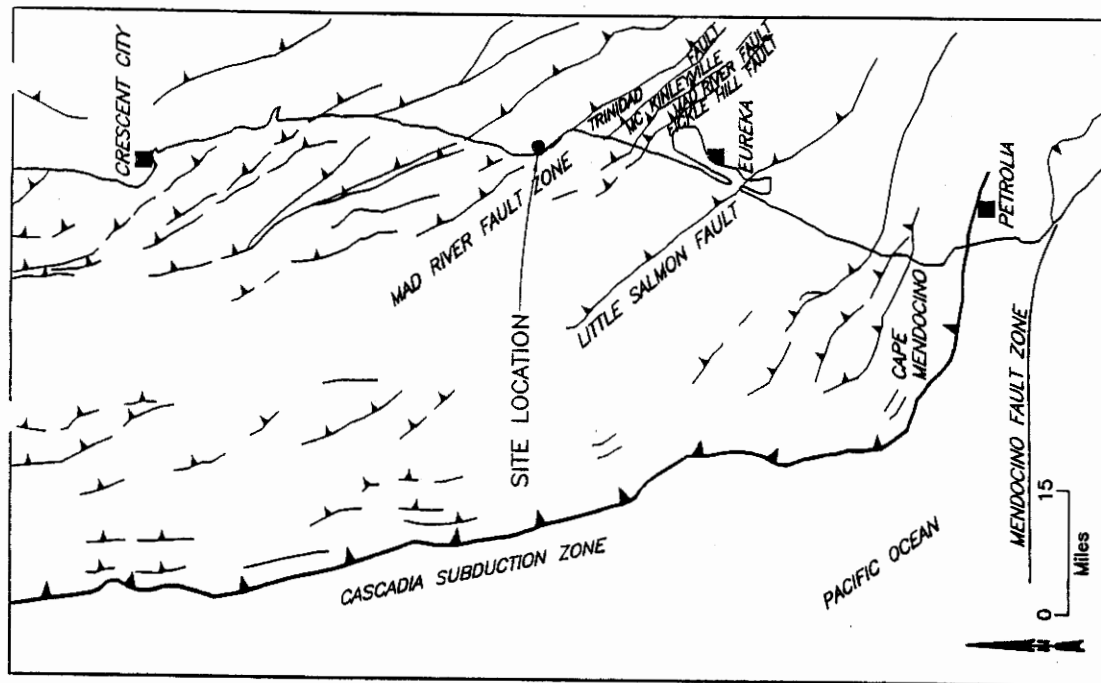 CRESCENT CITY
TRINIDAD FAULT
MC KINLEYVILLE FAULT
MAD RIVER FAULT
FICKLE HILL FAULT
EUREKA
MAD RIVER FAULT ZONE
SITE LOCATION
LITTLE SALMON FAULT
PETROLIA
CAPE
MENDOCINO
MENDOCINO FAULT ZONE
CASCADIA SUBDUCTION ZONE
PACIFIC OCEAN
0 15
Miles
N